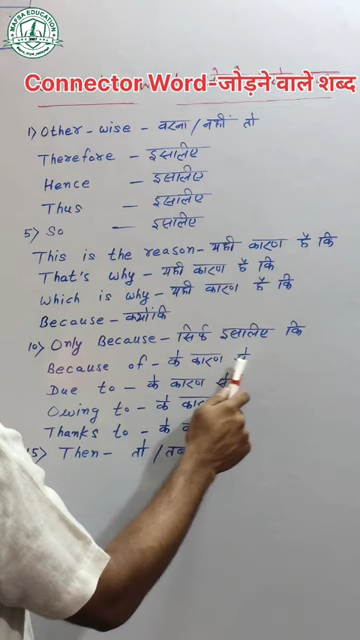 MAFSA EDUCATION
Connector Word-जोड़ने वाले शब्द
1) Other-wise - वरना / नहीं तो
Therefore - इसलिए
Hence - इसलिए
Thus - इसलिए
5) So - इसलिए
This is the reason - यही कारण है कि
That's why - यही कारण है कि
Which is why - यही कारण है कि
Because - क्योंकि
10) Only Because - सिर्फ इसलिए कि
Because of - के कारण से
Due to - के कारण से
Owing to - के
Thanks to - के
15) Then - तो /